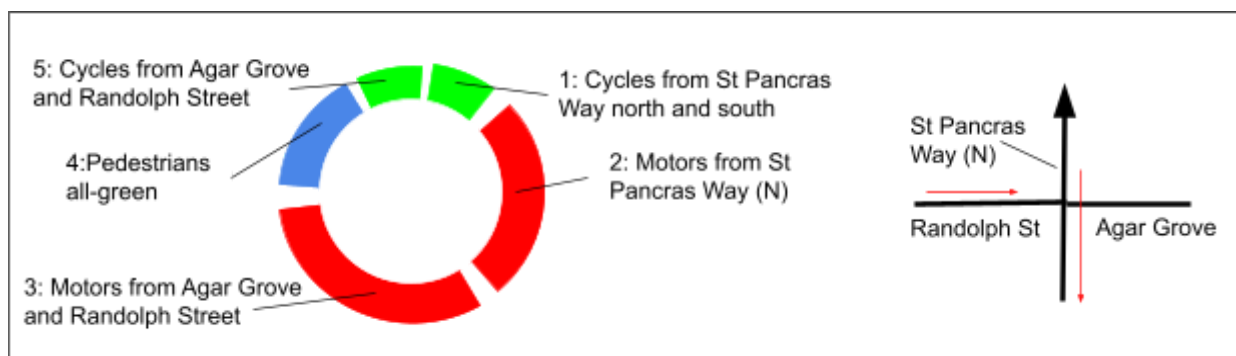 5: Cycles from Agar Grove
and Randolph Street
1: Cycles from St Pancras
Way north and south
4:Pedestrians
all-green
2: Motors from St
Pancras Way (N)
3: Motors from Agar Grove
and Randolph Street
St Pancras
Way (N)
Randolph St
Agar Grove